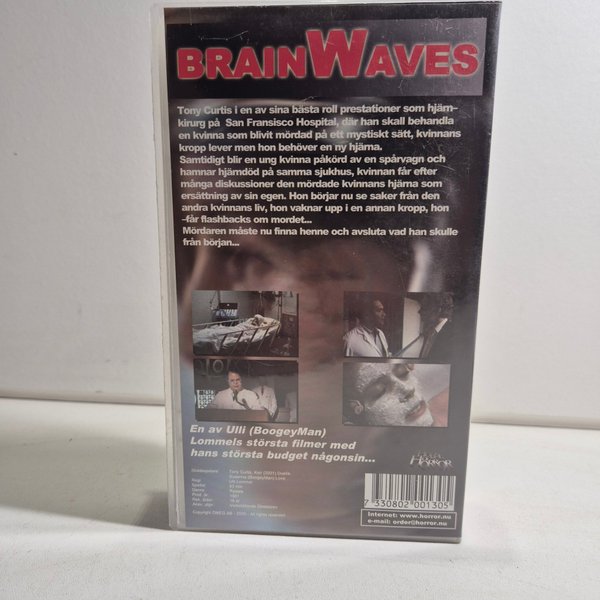 BRAINWAVES
Tony Curtis i en av sina bästa roll prestationer som hjärn-
kirurg på San Fransisco Hospital, där han skall behandla
en kvinna som blivit mördad på ett mystiskt sätt, kvinnans
kropp lever men hon behöver en ny hjärna.
Samtidigt blir en ung kvinna påkörd av en spårvagn och
hamnar hjärndöd på samma sjukhus, kvinnan får efter
många diskussioner den mördade kvinnans hjärna som
ersättning av sin egen. Hon börjar nu se saker från den
andra kvinnans liv, hon vaknar upp i en annan kropp, hon
-får flashbacks om mordet...
Mördaren måste nu finna henne och avsluta vad han skulle
från början...
En av Ulli (BoogeyMan)
Lommels största filmer med
hans största budget någonsin...
HORROR
7 330802 001305
internet: www.horror.nu
e-mail: order@horror.nu